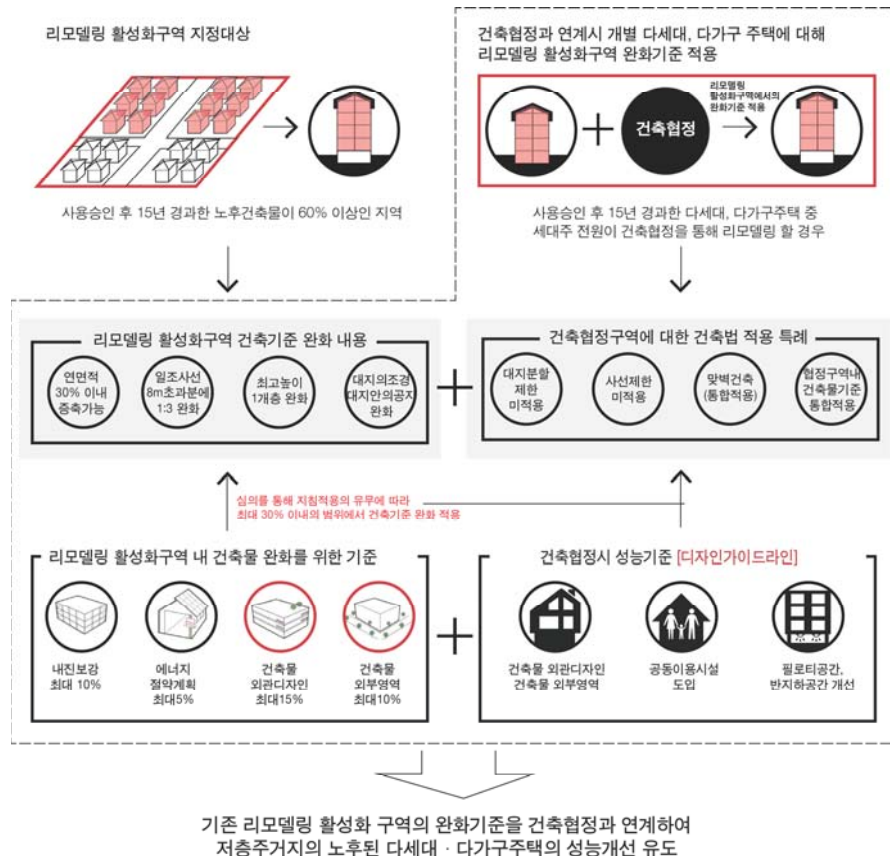 리모델링 활성화구역 지정대상
사용승인 후 15년 경과한 노후건축물이 60% 이상인 지역
건축협정과 연계시 개별 다세대, 다가구 주택에 대해
리모델링 활성화구역 완화기준 적용
건축협정
리모델링
활성화구역에서의
완화기준 적용
사용승인 후 15년 경과한 다세대, 다가구주택 중
세대주 전원이 건축협정을 통해 리모델링 할 경우
리모델링 활성화구역 건축기준 완화 내용
연면적
30% 이내
증축가능
일조사선
8m초과분에
1:3 완화
최고높이
1개층 완화
대지의조경
대지안의공지
완화
건축협정구역에 대한 건축법 적용 특례
대지분할
제한
미적용
사선제한
미적용
맞벽건축
(통합적용)
협정구역내
건축물기준
통합적용
심의를 통해 지침적용의 유무에 따라
최대 30% 이내의 범위에서 건축기준 완화 적용
리모델링 활성화구역 내 건축물 완화를 위한 기준
내진보강
최대 10%
에너지
절약계획
최대5%
건축물
외관디자인
최대15%
건축물
외부영역
최대10%
건축협정시 성능기준 [디자인가이드라인]
건축물 외관디자인
건축물 외부영역
공동이용시설
도입
필로티공간,
반지하공간 개선
기존 리모델링 활성화 구역의 완화기준을 건축협정과 연계하여
저층주거지의 노후된 다세대 · 다가구주택의 성능개선 유도